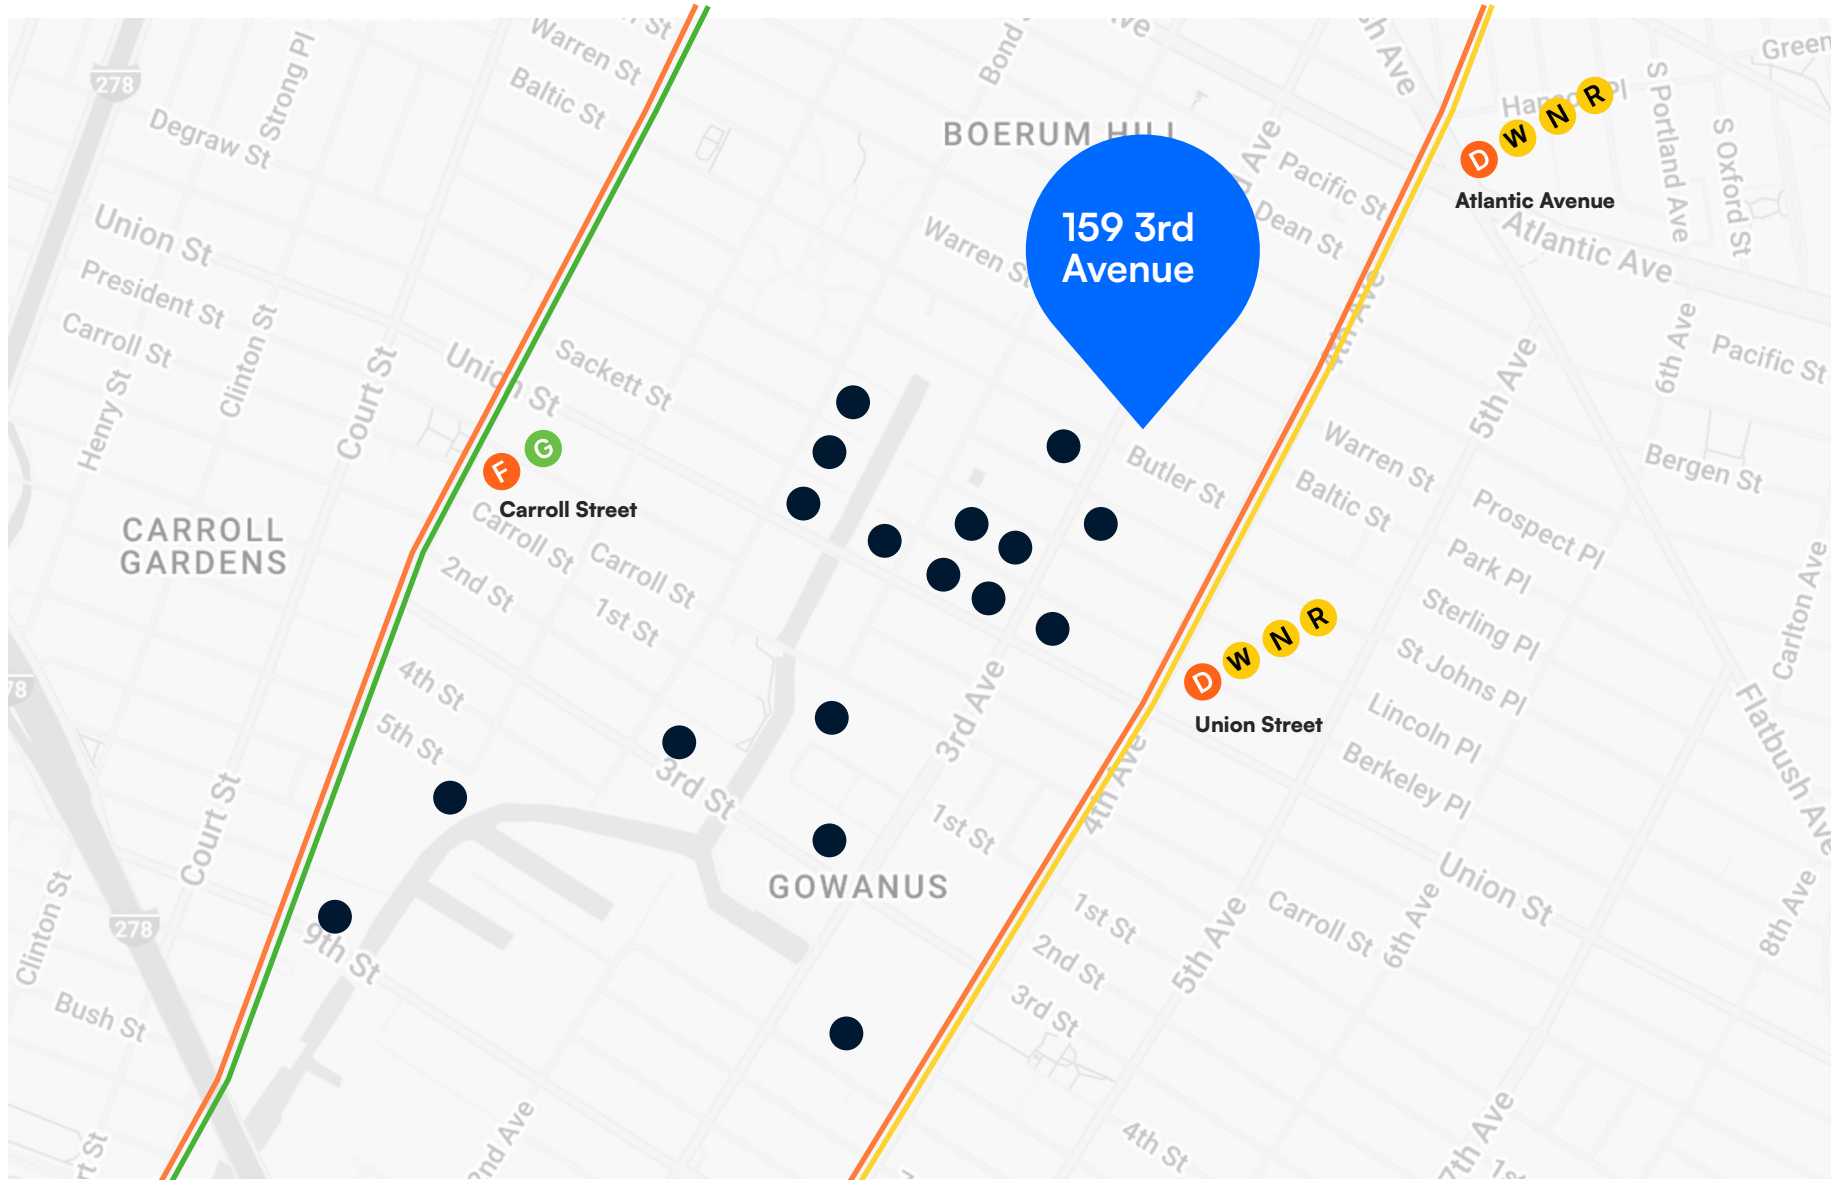 Warren St
Baltic St
Bond
Green
278
Strong Pl
Degraw St
BOERUM HILL
Pacific St
Dean St
D
W
N
R
Atlantic Avenue
S Portland Ave
S Oxford St
Atlantic Ave
159 3rd
Avenue
Union St
President St
Carroll St
Clinton St
Henry St
Court St
Union St
Sackett St
Warren St
4th Ave
5th Ave
6th Ave
Pacific St
Bergen St
F
G
Carroll Street
Butler St
Warren St
Baltic St
Prospect Pl
Park Pl
Sterling Pl
St Johns Pl
Lincoln Pl
Berkeley Pl
Carlton Ave
Flatbush Ave
CARROLL
GARDENS
Carroll St
Carroll St
2nd St
1st St
4th St
5th St
D
W
N
R
Union Street
3rd Ave
3rd St
4th Ave
1st St
Court St
GOWANUS
Union St
Carroll St
1st St
2nd St
3rd St
5th Ave
6th Ave
8th Ave
278
Clinton St
Bush St
9th St
2nd Ave
4th St
7th Ave